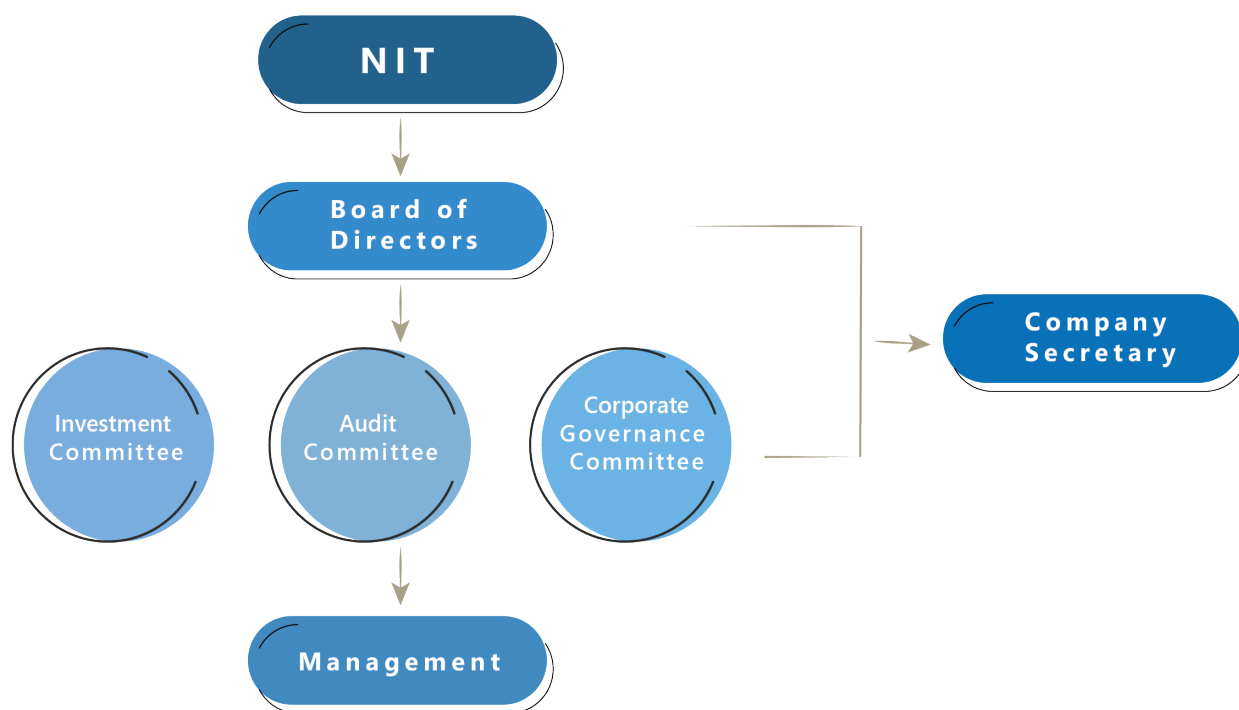 NIT
Board of
Directors
Company
Secretary
Investment
Committee
Audit
Committee
Corporate
Governance
Committee
Management